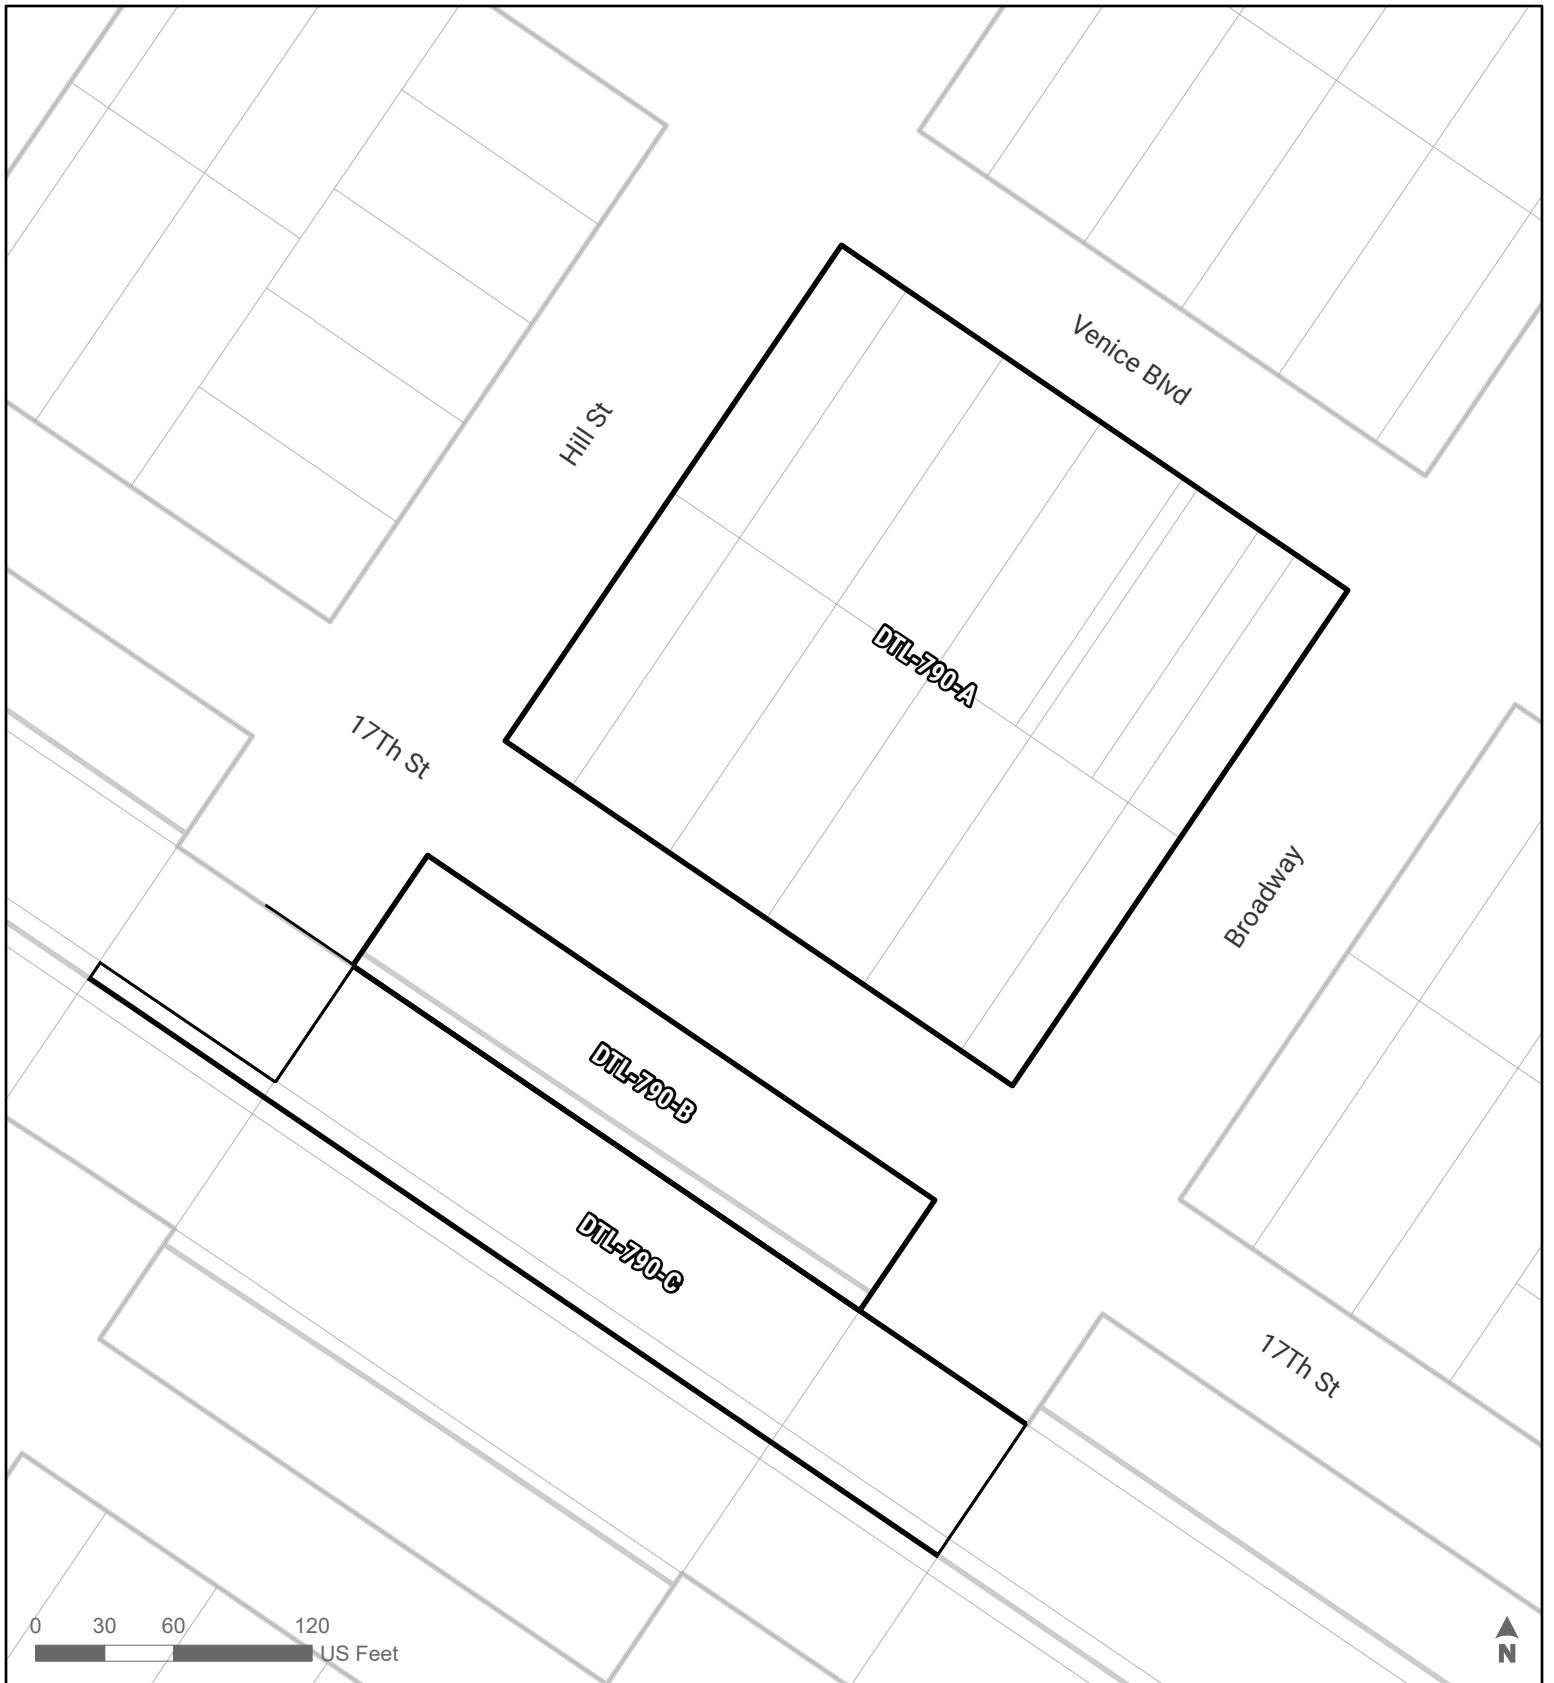 Venice Blvd
Hill St
DTL-790-A
17Th St
Broadway
DTL-790-B
DTL-790-C
17Th St
0 30 60 120
US Feet
N